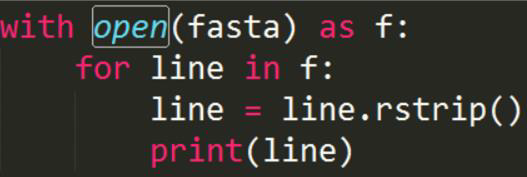 with open(fasta) as f:
    for line in f:
        line = line.rstrip()
        print(line)